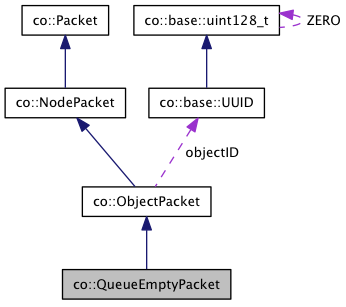 co::Packet
co::base::uint128_t
ZERO
co::NodePacket
co::base::UUID
objectID
co::ObjectPacket
co::QueueEmptyPacket